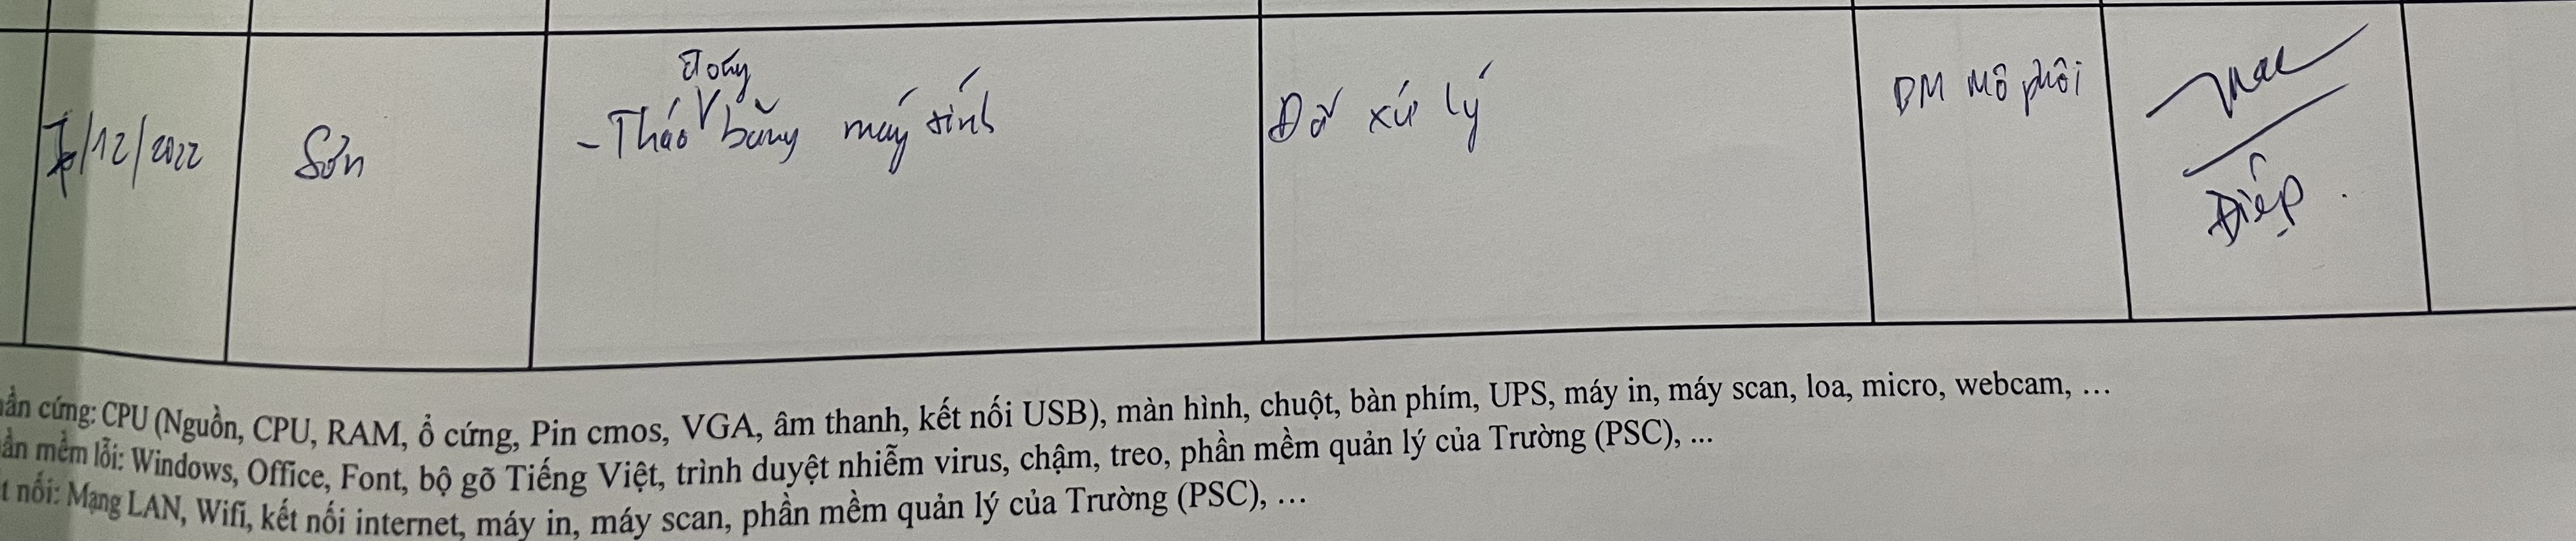 7/12/2022
Sơn
Đóng
- Tháo V bằng máy tính
Đã xử lý
BM Mô phôi
Điệp
ần cứng: CPU (Nguồn, CPU, RAM, ổ cứng, Pin cmos, VGA, âm thanh, kết nối USB), màn hình, chuột, bàn phím, UPS, máy in, máy scan, loa, micro, webcam, …
ần mềm lỗi: Windows, Office, Font, bộ gõ Tiếng Việt, trình duyệt nhiễm virus, chậm, treo, phần mềm quản lý của Trường (PSC), ...
t nối: Mạng LAN, Wifi, kết nối internet, máy in, máy scan, phần mềm quản lý của Trường (PSC), …